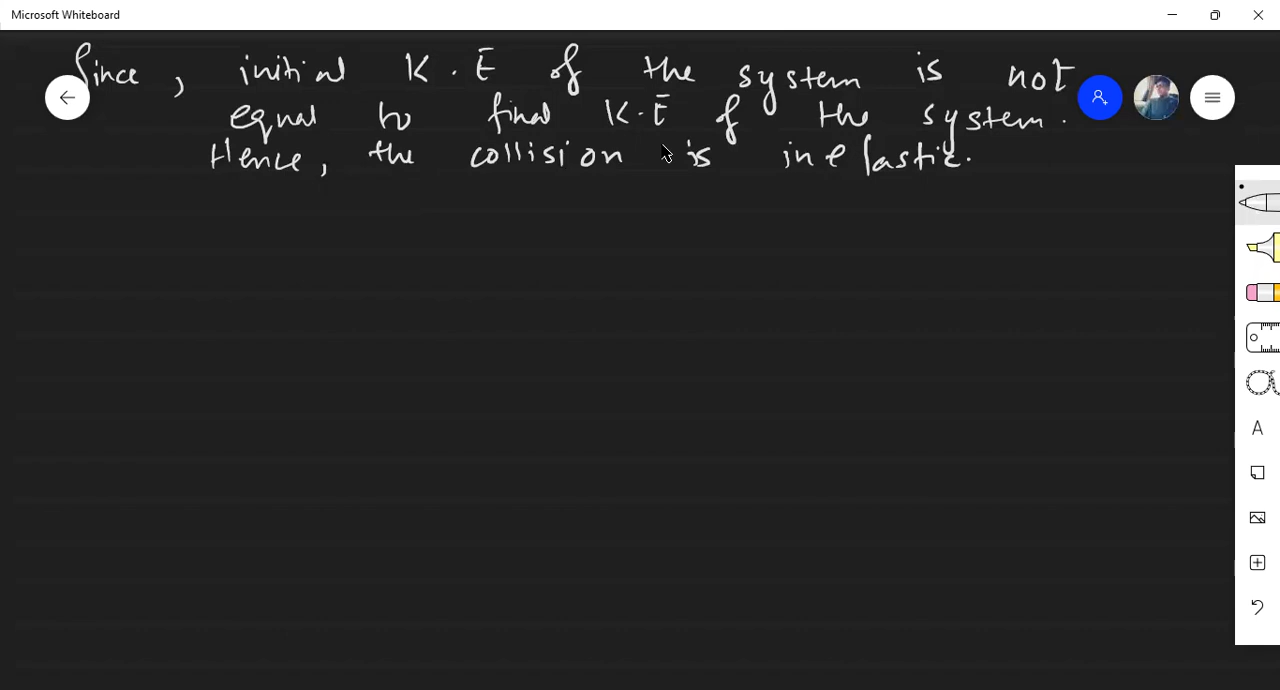 Microsoft Whiteboard
Since, initial K.E of the system is not
equal to final K.E of the system.
Hence, the collision is inelastic.
A